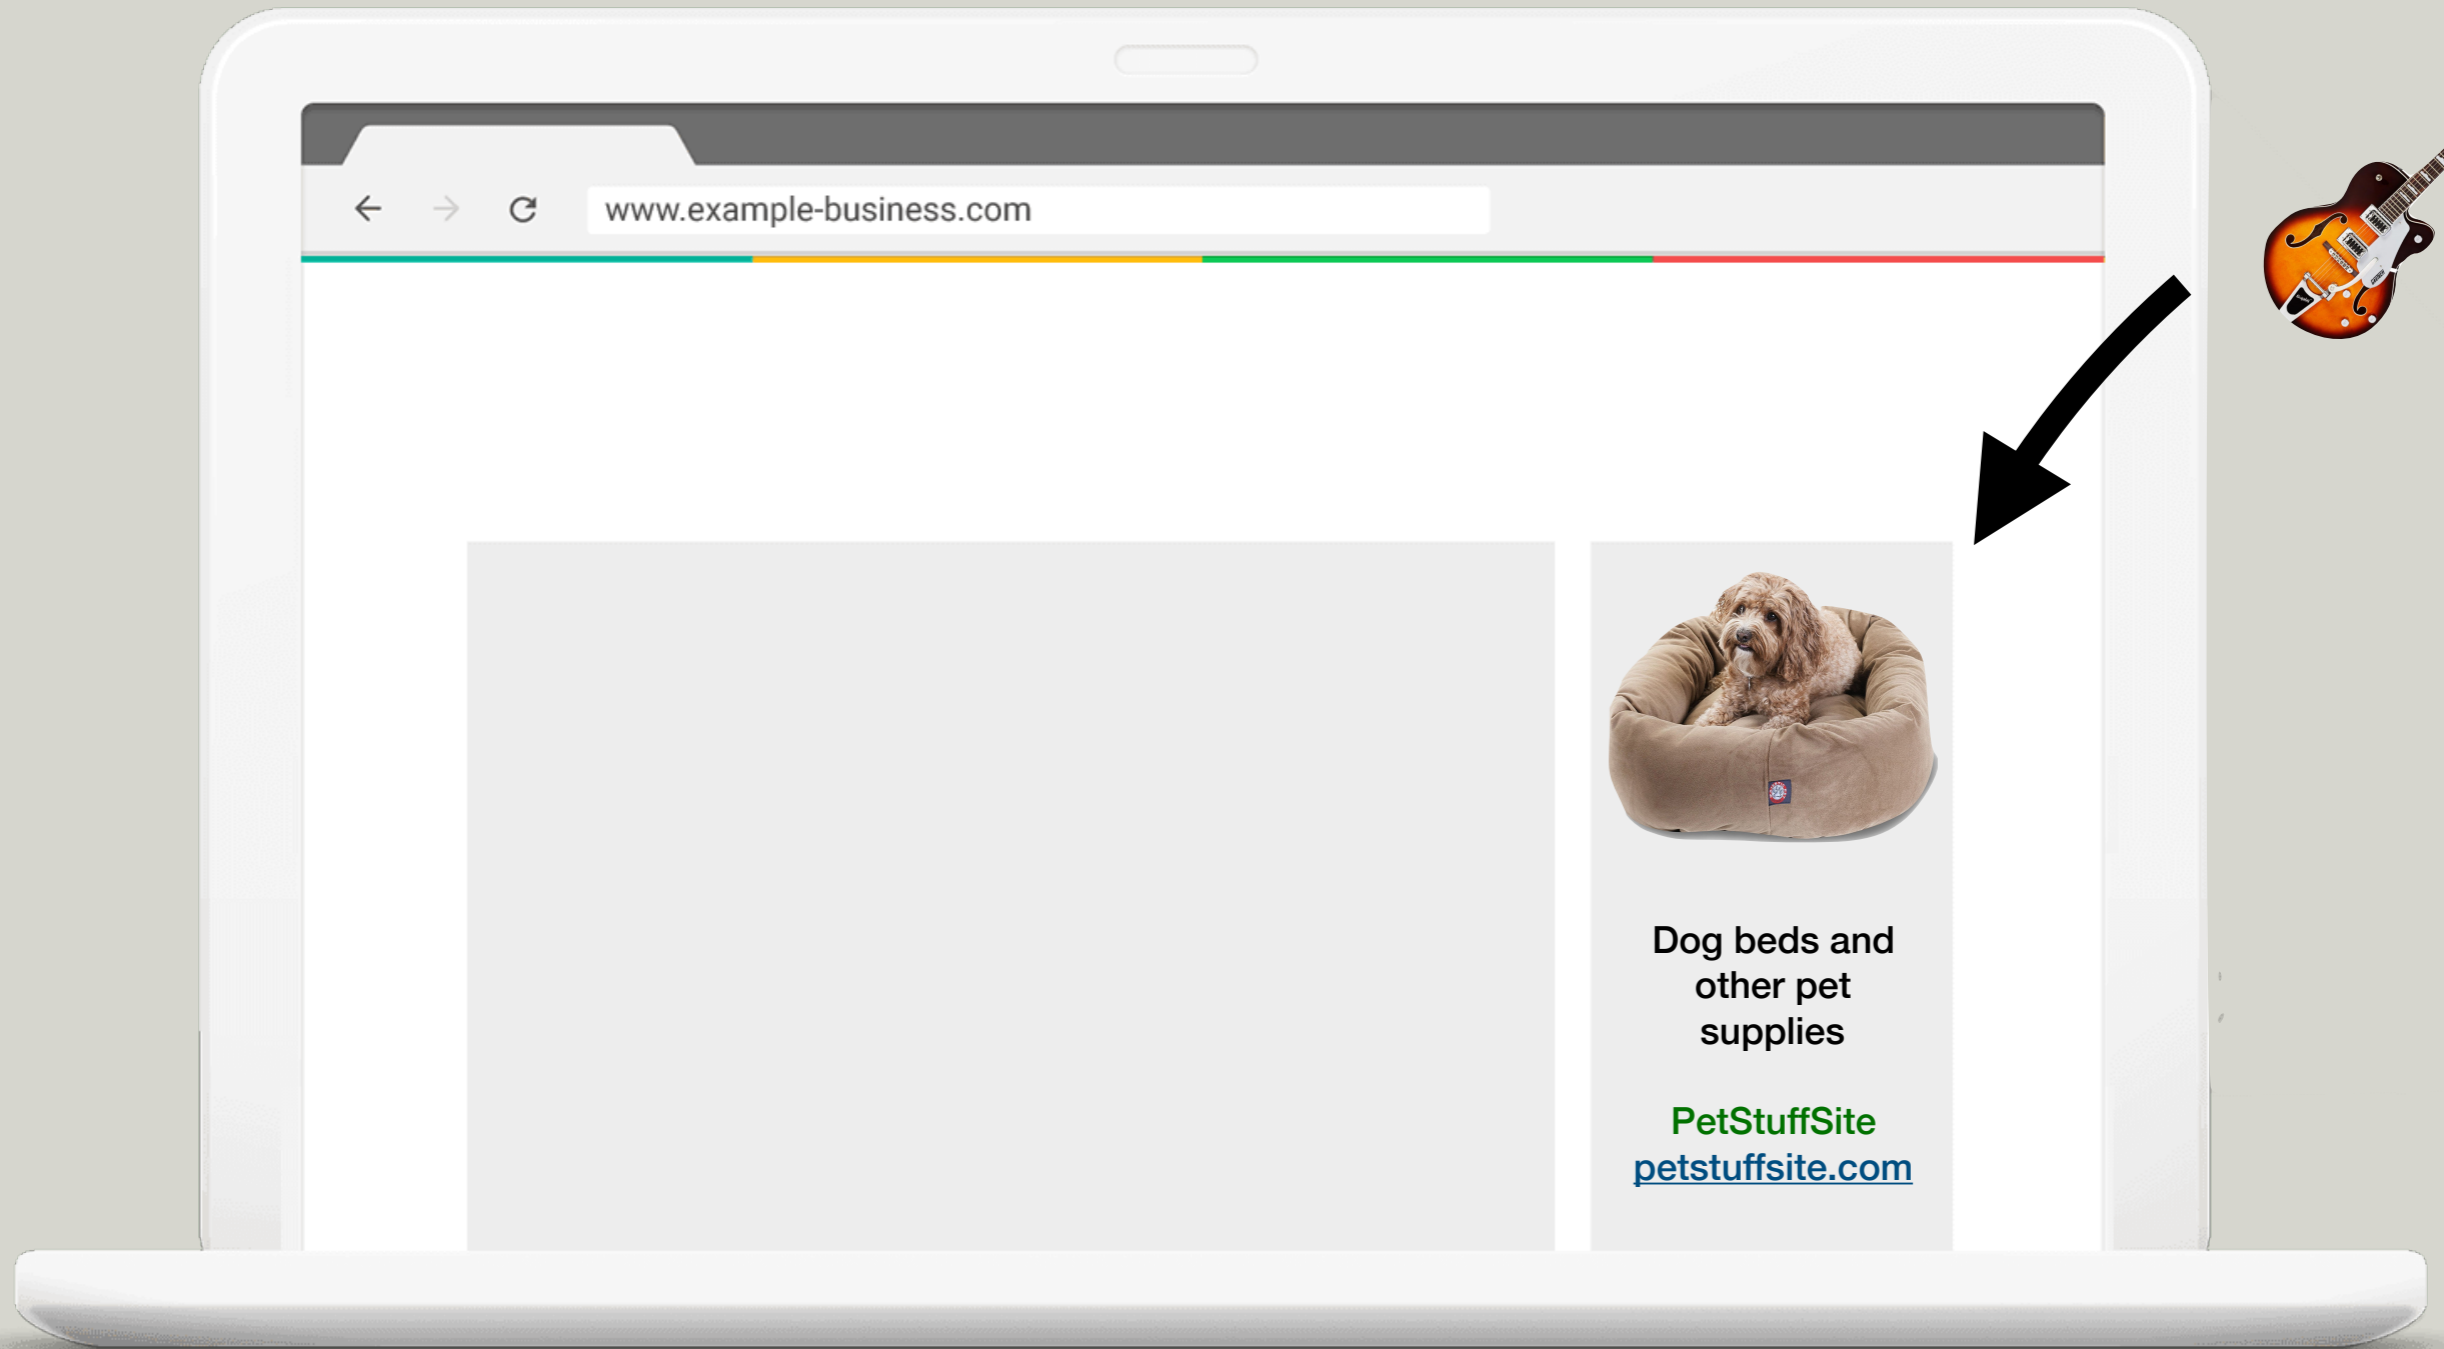 www.example-business.com
Dog beds and
other pet
supplies
PetStuffSite
petstuffsite.com